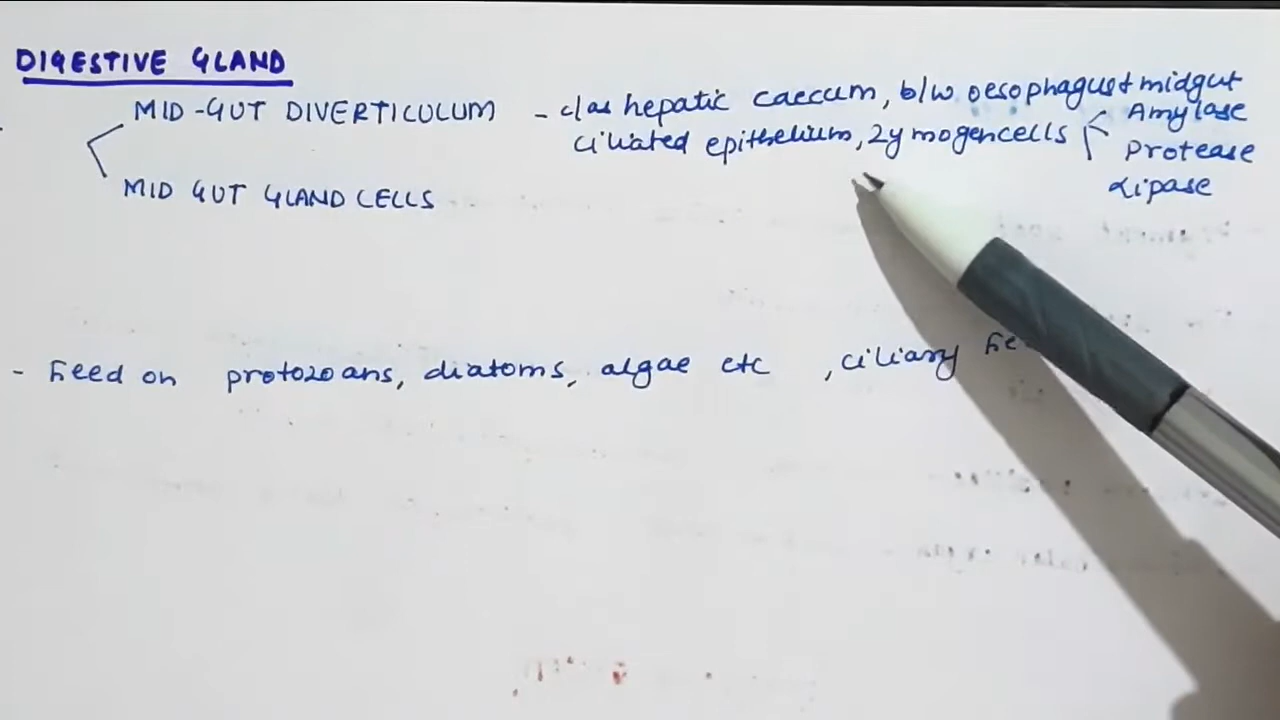 DIGESTIVE GLAND
MID-GUT DIVERTICULUM - c/as hepatic caecum, b/w oesophagus + midgut
ciliated epithelium, zymogencells
Amylase
Protease
Lipase
MID GUT GLAND CELLS
- Feed on protozoans, diatoms, algae etc , ciliary